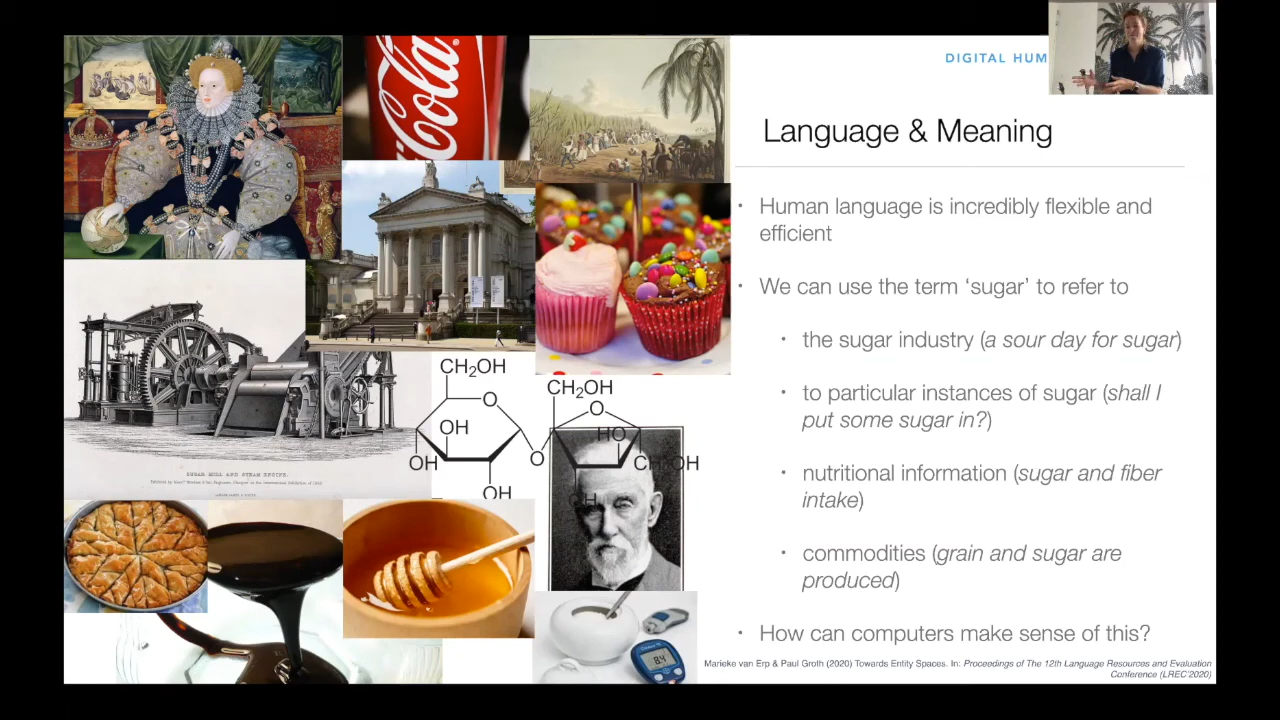 DIGITAL HUM
Language & Meaning
• Human language is incredibly flexible and
efficient
• We can use the term ‘sugar’ to refer to
• the sugar industry (a sour day for sugar)
• to particular instances of sugar (shall I
put some sugar in?)
• nutritional information (sugar and fiber
intake)
• commodities (grain and sugar are
produced)
• How can computers make sense of this?
Marieke van Erp & Paul Groth (2020) Towards Entity Spaces. In: Proceedings of The 12th Language Resources and Evaluation
Conference (LREC’2020)
Cola
SUGAR MILL AND STEAM ENGINE.
CH₂OH
O
OH
OH
OH
O
CH₂OH
O
HO
CH₂OH
OH
84